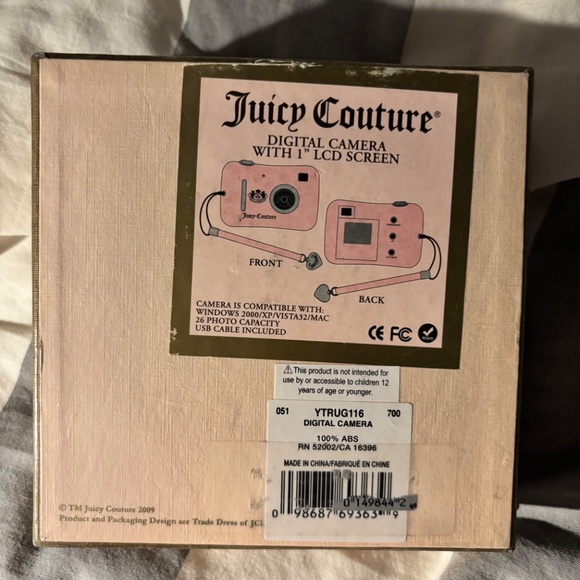 Juicy Couture®
DIGITAL CAMERA
WITH 1" LCD SCREEN
Juicy Couture
FRONT
BACK
CAMERA IS COMPATIBLE WITH:
WINDOWS 2000/XP/VISTA32/MAC
26 PHOTO CAPACITY
USB CABLE INCLUDED
CE FC RoHS
This product is not intended for
use by or accessible to children 12
years of age or younger.
051 YTRUG116 700
DIGITAL CAMERA
100% ABS
RN 52002/CA 16396
MADE IN CHINA/FABRIQUÉ EN CHINE
0 149844 2
0 98687 69363 9
© TM Juicy Couture 2009
Product and Packaging Design are Trade Dress of JC